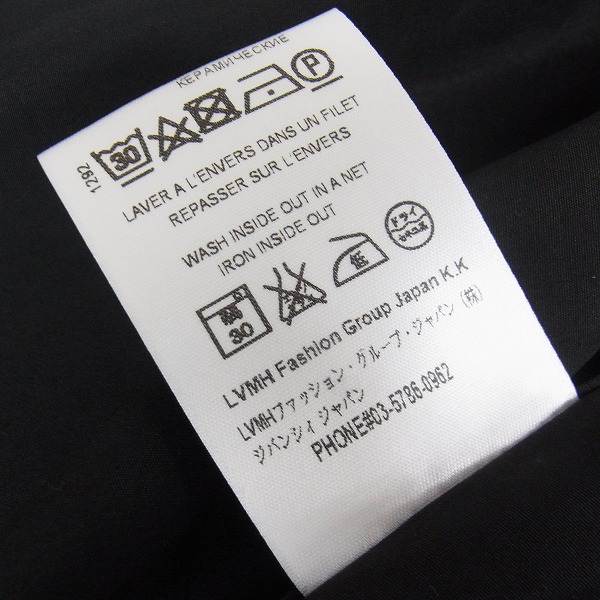 КЕРАМИЧЕСКИЕ
1292
30 P
LAVER A L'ENVERS DANS UN FILET
REPASSER SUR L'ENVERS
WASH INSIDE OUT IN A NET
IRON INSIDE OUT
30 低 ドライ
LVMH Fashion Group Japan K.K
LVMHファッション・グループ・ジャパン (株)
ジバンシィ ジャパン
PHONE#03-5786-0962